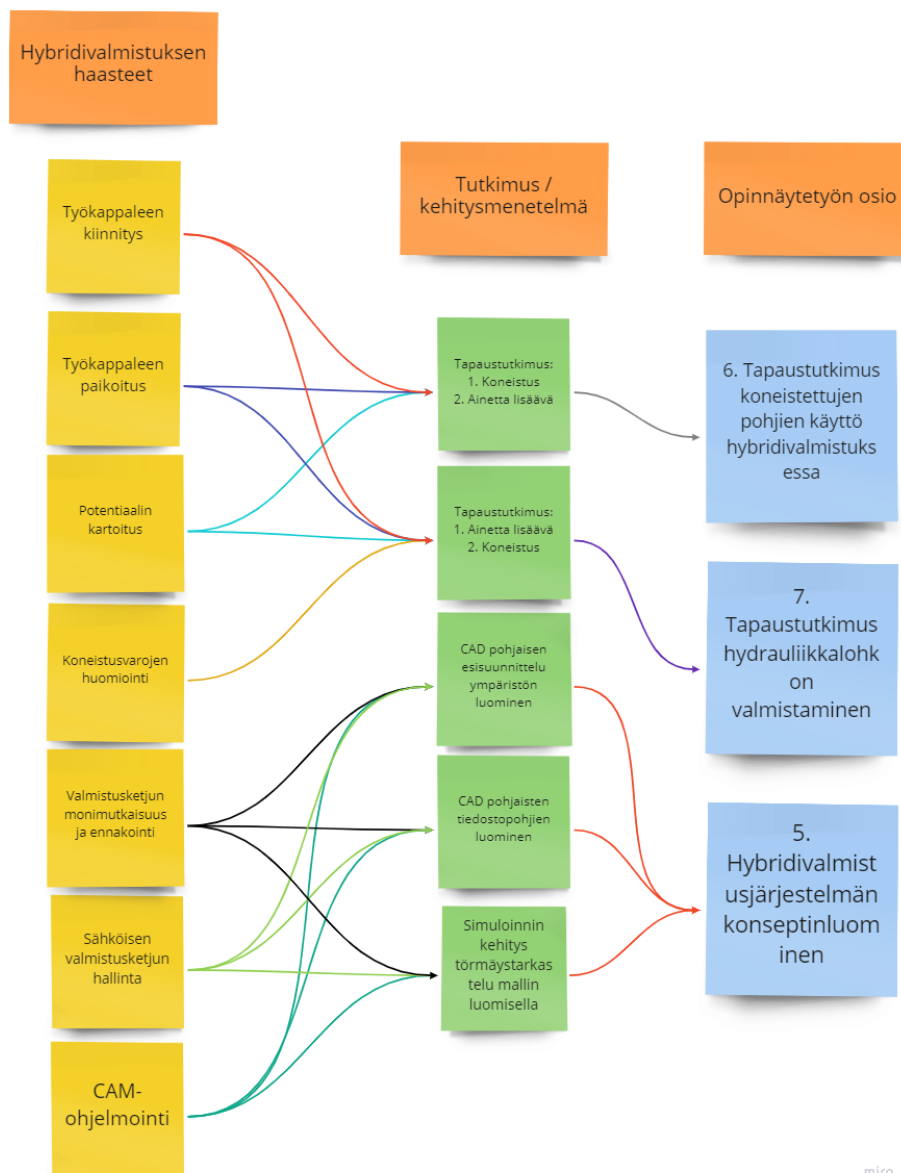 Hybridivalmistuksen
haasteet
Tutkimus /
kehitysmenetelmä
Opinnäytetyön osio
Työkappaleen
kiinnitys
Työkappaleen
paikoitus
Potentiaalin
kartoitus
Koneistusvarojen
huomiointi
Valmistusketjun
monimutkaisuus
ja ennakointi
Sähköisen
valmistusketjun
hallinta
CAM-
ohjelmointi
Tapaustutkimus:
1. Koneistus
2. Ainetta lisäävä
Tapaustutkimus:
1. Ainetta lisäävä
2. Koneistus
CAD pohjaisen
esisuunnittelu
ympäristön
luominen
CAD pohjaisten
tiedostopohjien
luominen
Simuloinnin
kehitys
törmäystarkas
telu mallin
luomisella
6. Tapaustutkimus
koneistettujen
pohjien käyttö
hybridivalmistuks
essa
7.
Tapaustutkimus
hydrauliikkalohk
on
valmistaminen
5.
Hybridivalmist
usjärjestelmän
konseptinluom
inen
miro